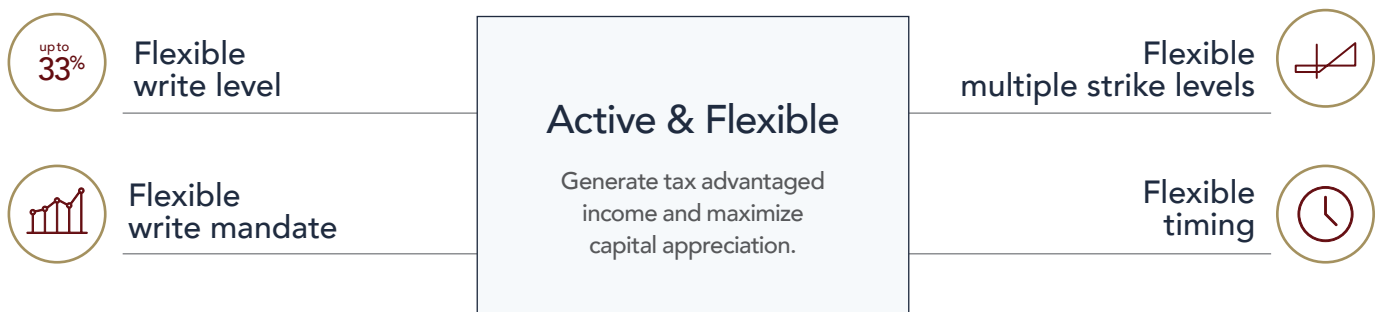 up to
33%
Flexible
write level
Flexible
write mandate
Active & Flexible
Generate tax advantaged
income and maximize
capital appreciation.
Flexible
multiple strike levels
Flexible
timing